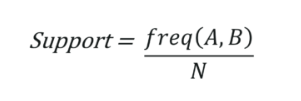 Support = freq(A,B)
N